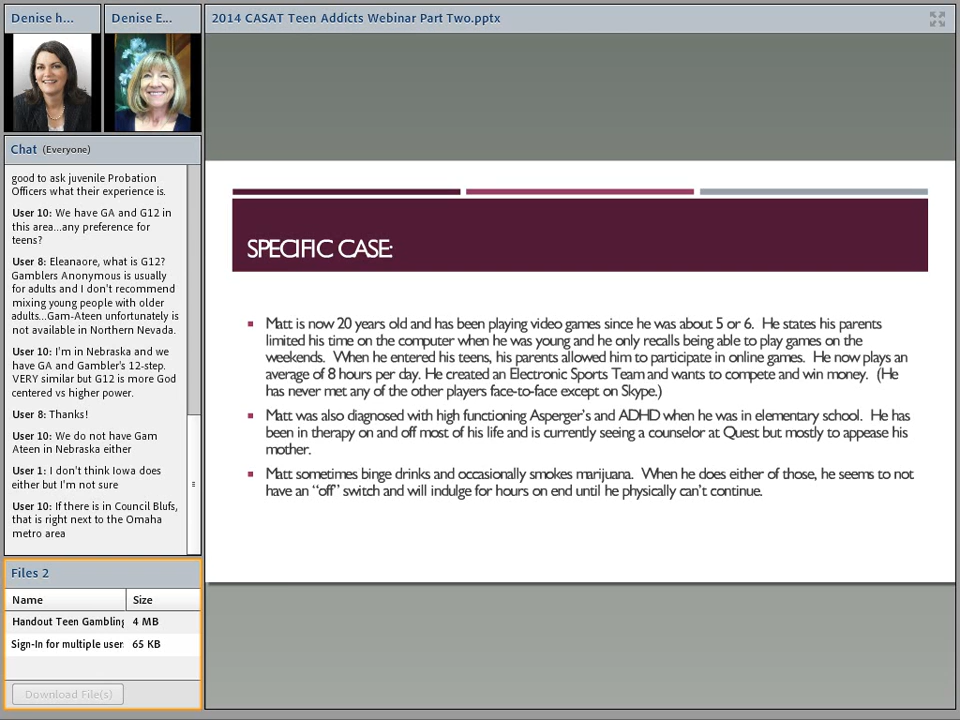 Denise h...
Denise E...
2014 CASAT Teen Addicts Webinar Part Two.pptx
Chat (Everyone)
good to ask juvenile Probation
Officers what their experience is.
User 10: We have GA and G12 in
this area...any preference for
teens?
User 8: Eleanaore, what is G12?
Gamblers Anonymous is usually
for adults and I don't recommend
mixing young people with older
adults...Gam-Ateen unfortunately is
not available in Northern Nevada.
User 10: I'm in Nebraska and we
have GA and Gambler's 12-step.
VERY similar but G12 is more God
centered vs higher power.
User 8: Thanks!
User 10: We do not have Gam
Ateen in Nebraska either
User 1: I don't think Iowa does
either but I'm not sure
User 10: If there is in Council Blufs,
that is right next to the Omaha
metro area
Files 2
Name Size
Handout Teen Gambling 4 MB
Sign-In for multiple user 65 KB
Download File(s)
SPECIFIC CASE:
Matt is now 20 years old and has been playing video games since he was about 5 or 6. He states his parents
limited his time on the computer when he was young and he only recalls being able to play games on the
weekends. When he entered his teens, his parents allowed him to participate in online games. He now plays an
average of 8 hours per day. He created an Electronic Sports Team and wants to compete and win money. (He
has never met any of the other players face-to-face except on Skype.)
Matt was also diagnosed with high functioning Asperger's and ADHD when he was in elementary school. He has
been in therapy on and off most of his life and is currently seeing a counselor at Quest but mostly to appease his
mother.
Matt sometimes binge drinks and occasionally smokes marijuana. When he does either of those, he seems to not
have an "off" switch and will indulge for hours on end until he physically can't continue.